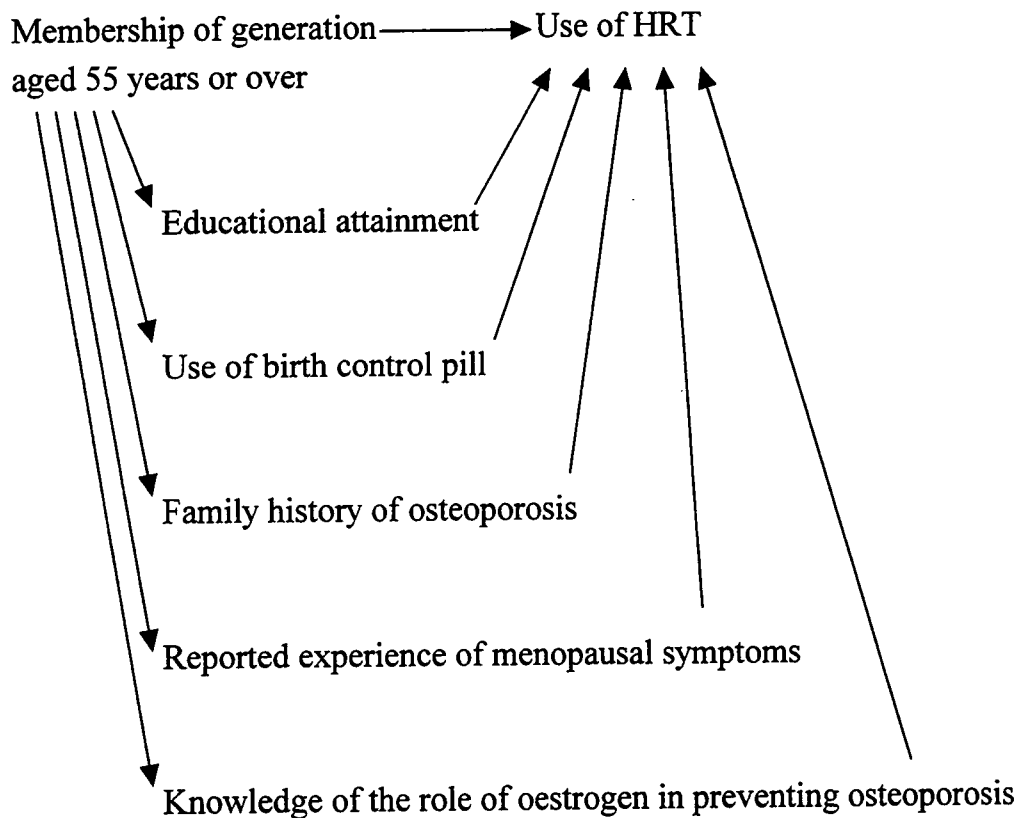 Membership of generation
aged 55 years or over
Use of HRT
Educational attainment
Use of birth control pill
Family history of osteoporosis
Reported experience of menopausal symptoms
Knowledge of the role of oestrogen in preventing osteoporosis